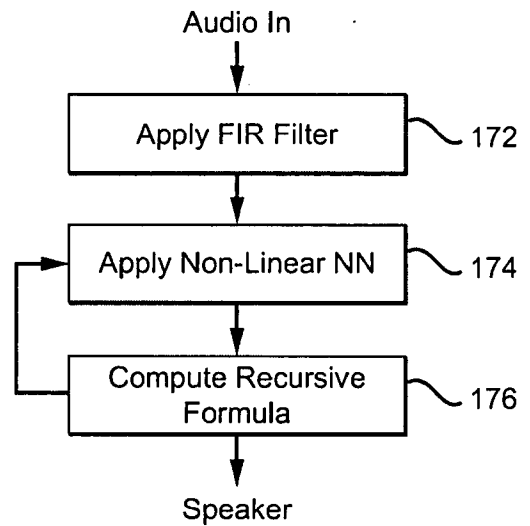 Audio In
Apply FIR Filter
172
Apply Non-Linear NN
174
Compute Recursive
Formula
176
Speaker